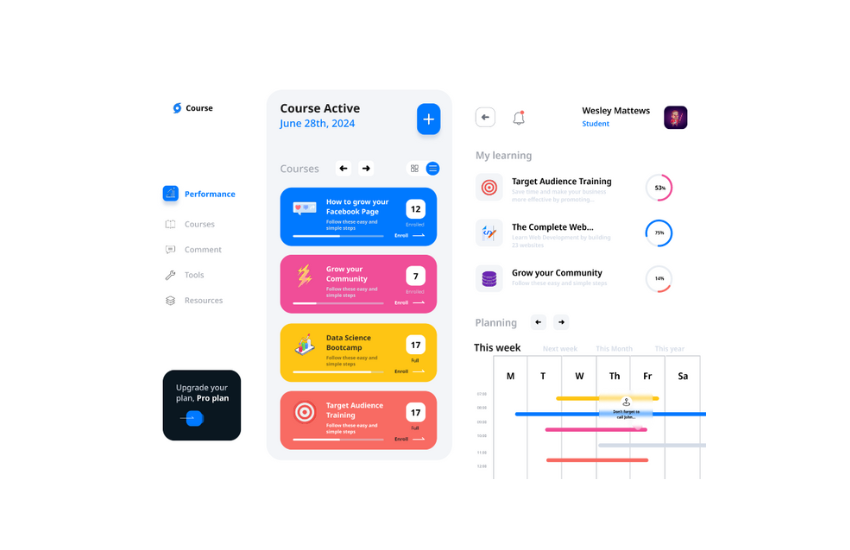 Course
Performance
Courses
Comment
Tools
Resources
Upgrade your
plan, Pro plan
Course Active
June 28th, 2024
Courses
How to grow your
Facebook Page
Follow these easy and
simple steps
12
Enrolled
Enroll
Grow your
Community
Follow these easy and
simple steps
7
Enrolled
Enroll
Data Science
Bootcamp
Follow these easy and
simple steps
17
Full
Enroll
Target Audience
Training
Follow these easy and
simple steps
17
Full
Enroll
Wesley Mattews
Student
My learning
Target Audience Training
Save time and make your business
more effective by promoting...
53%
The Complete Web...
Learn Web Development by building
23 websites
75%
Grow your Community
Follow these easy and simple steps
14%
Planning
This week
Next week
This Month
This year
M
T
W
Th
Fr
Sa
Don't forget to
call john...